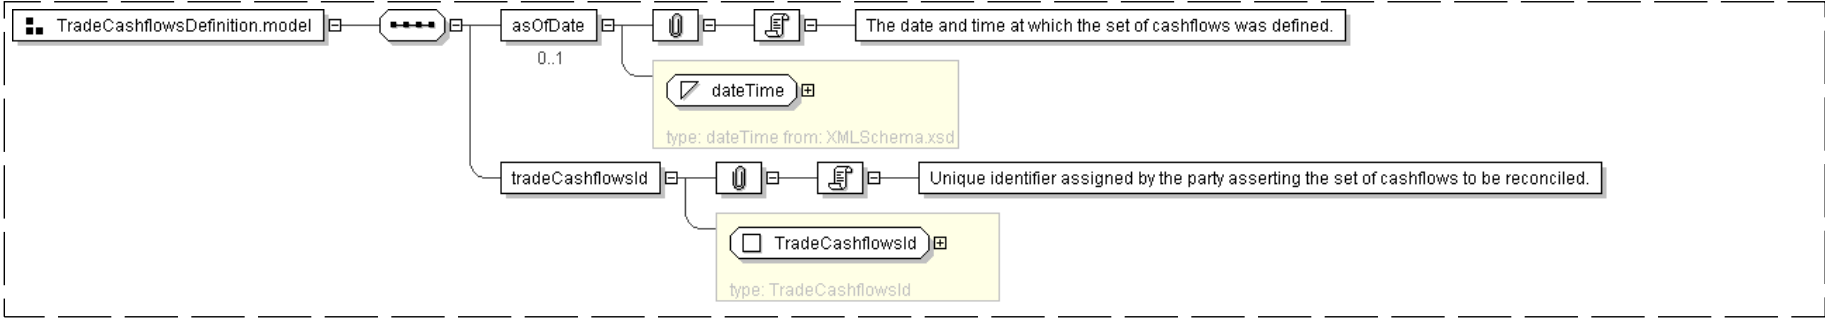 TradeCashflowsDefinition.model
asOfDate
The date and time at which the set of cashflows was defined.
0..1
dateTime
type: dateTime from: XMLSchema.xsd
tradeCashflowsId
Unique identifier assigned by the party asserting the set of cashflows to be reconciled.
TradeCashflowsId
type: TradeCashflowsId